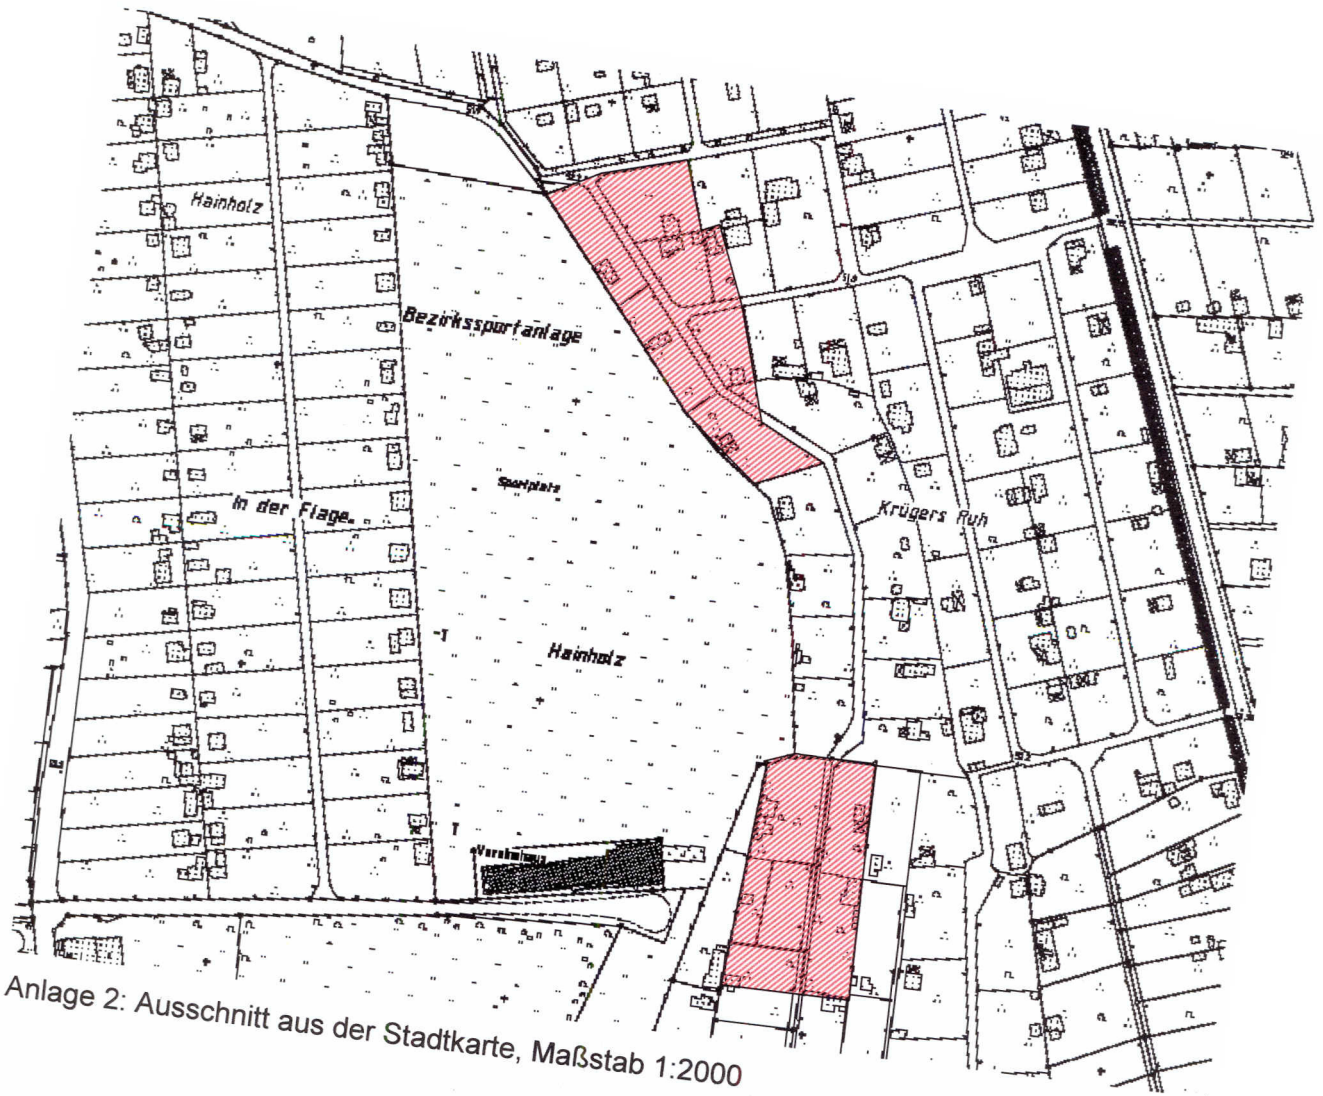 Hainholz
Bezirkssportanlage
Sportplatz
In der Flage
Krügers Ruh
Hainholz
Anlage 2: Ausschnitt aus der Stadtkarte, Maßstab 1:2000